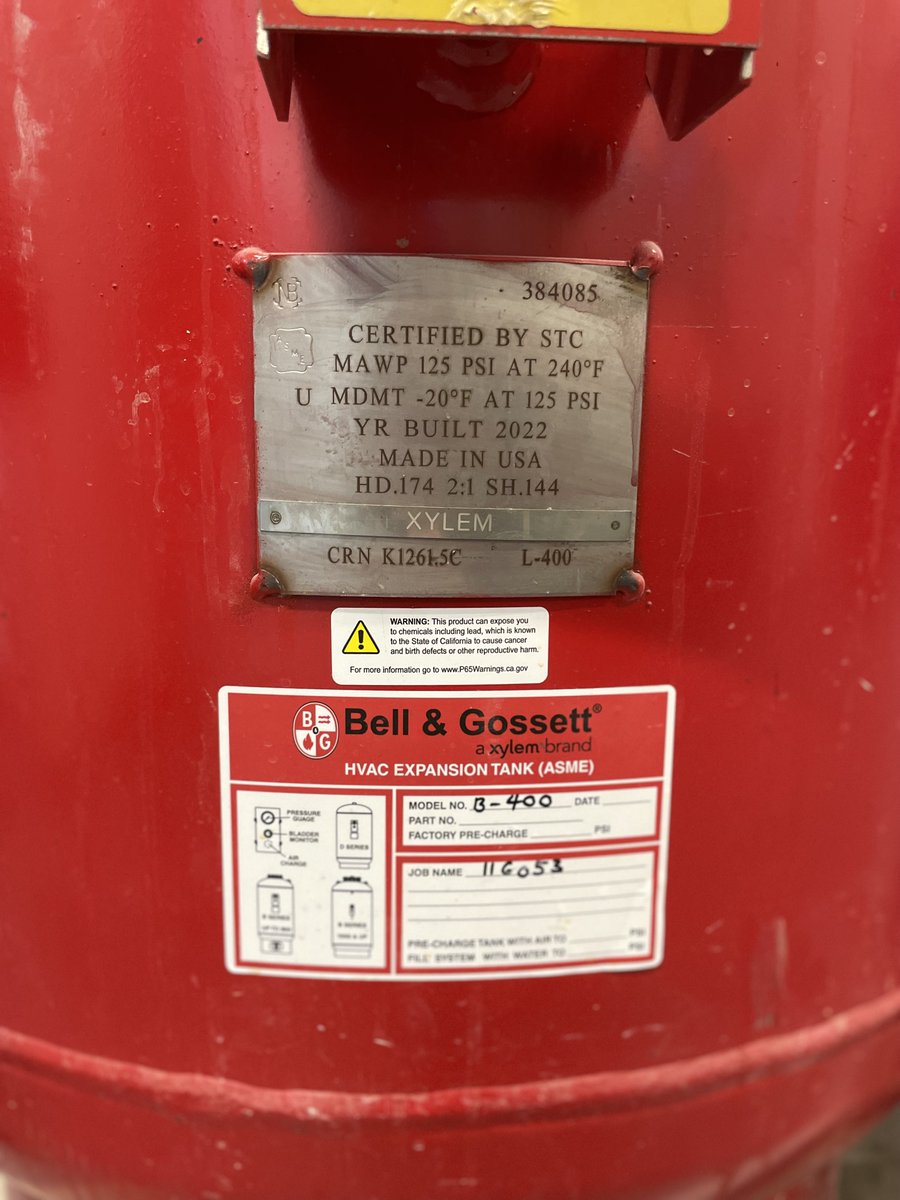 NB
384085
ASME
CERTIFIED BY STC
MAWP 125 PSI AT 240°F
U MDMT -20°F AT 125 PSI
YR BUILT 2022
MADE IN USA
HD.174 2:1 SH.144
XYLEM
CRN K1261.5C L-400
WARNING: This product can expose you
to chemicals including lead, which is known
to the State of California to cause cancer
and birth defects or other reproductive harm.
For more information go to www.P65Warnings.ca.gov
B G
Bell & Gossett®
a xylem brand
HVAC EXPANSION TANK (ASME)
PRESSURE
GUAGE
BLADDER
MONITOR
AIR
CHARGE
D SERIES
B SERIES
B SERIES
MODEL NO. B-400 DATE
PART NO.
FACTORY PRE-CHARGE PSI
JOB NAME 11G053
PRE-CHARGE TANK WITH AIR TO PSI
FILL SYSTEM WITH WATER TO PSI